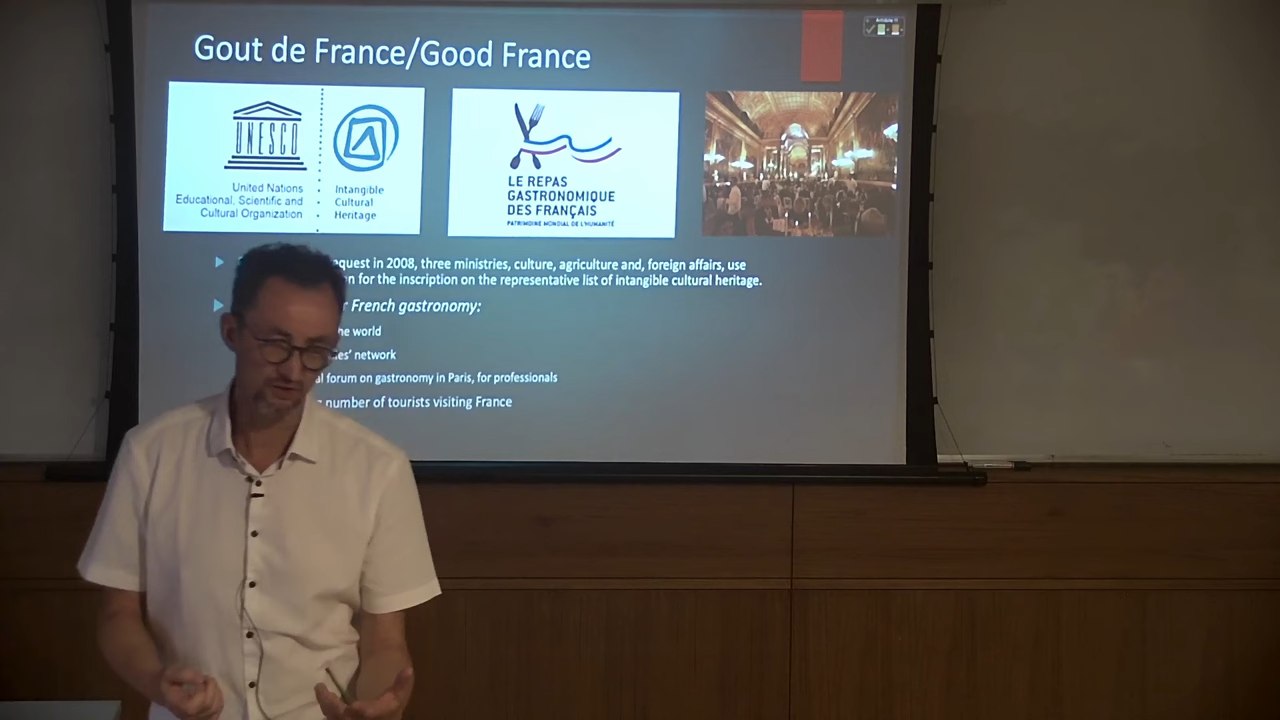 Gout de France/Good France
UNESCO
United Nations
Educational, Scientific and
Cultural Organization
Intangible
Cultural
Heritage
LE REPAS
GASTRONOMIQUE
DES FRANÇAIS
PATRIMOINE MONDIAL DE L'HUMANITÉ
request in 2008, three ministries, culture, agriculture and, foreign affairs, use
for the inscription on the representative list of intangible cultural heritage.
French gastronomy:
the world
network
forum on gastronomy in Paris, for professionals
number of tourists visiting France